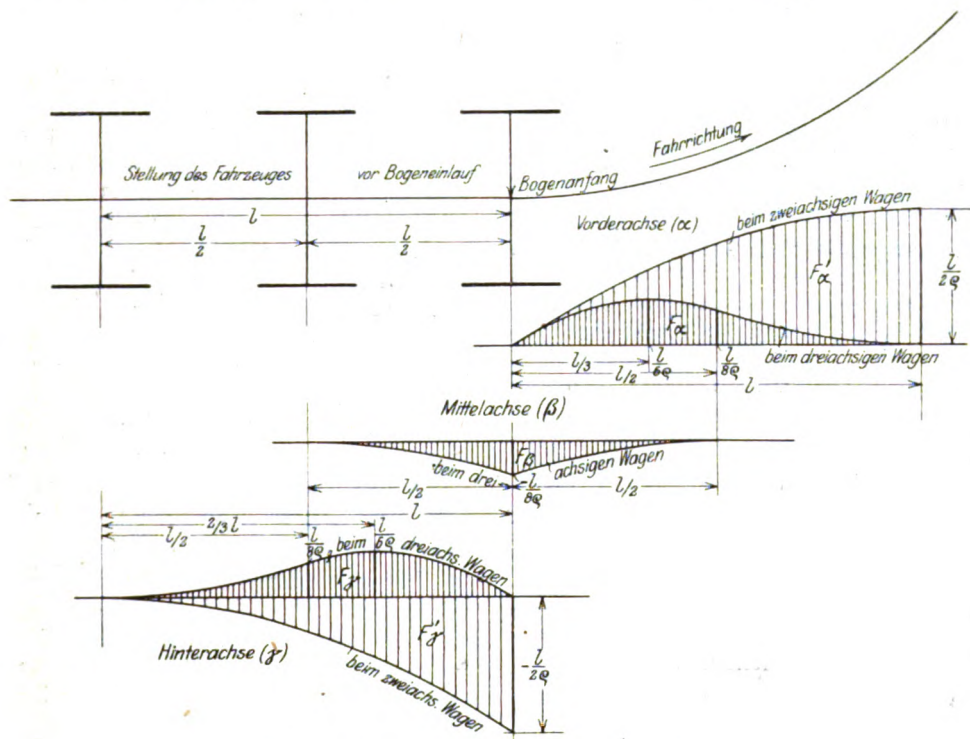 Fahrrichtung
Stellung des Fahrzeuges vor Bogeneinlauf
Bogenanfang
l
l/2 l/2
Vorderachse (α)
beim zweiachsigen Wagen
Fα'
l/2ϱ
Fα
beim dreiachsigen Wagen
l/3 l/6ϱ l/8ϱ
l/2
l
Mittelachse (β)
Fβ
beim drei- achsigen Wagen
-l/8ϱ
l/2 l/2
l
2/3 l
l/2
l/8ϱ l/6ϱ
beim dreiachs. Wagen
Fγ
Fγ'
Hinterachse (γ)
beim zweiachs. Wagen
-l/2ϱ